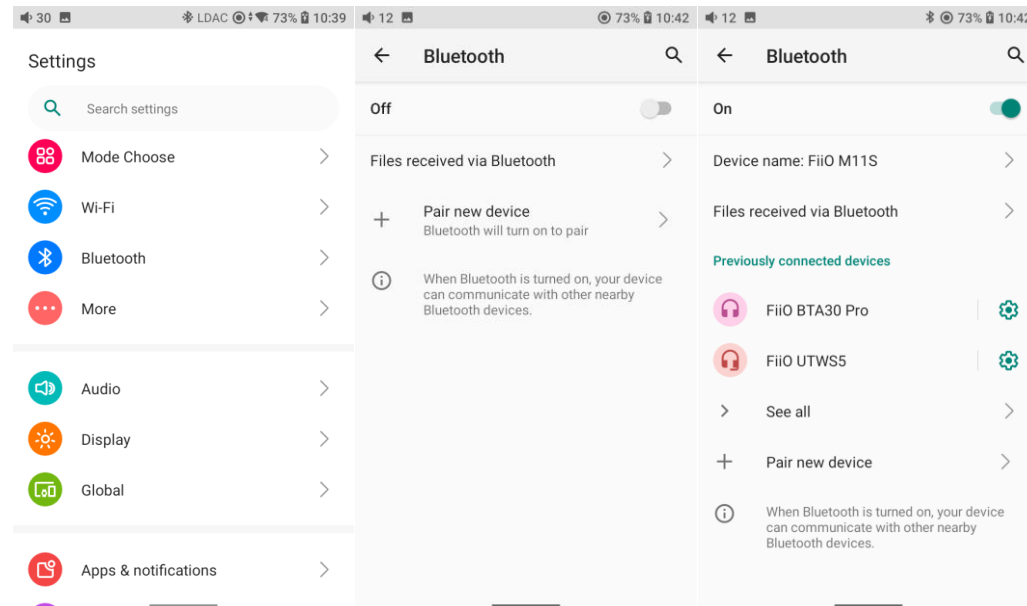 30
LDAC 73% 10:39
Settings
Search settings
Mode Choose
Wi-Fi
Bluetooth
More
Audio
Display
Global
Apps & notifications
12
73% 10:42
Bluetooth
Off
Files received via Bluetooth
Pair new device
Bluetooth will turn on to pair
When Bluetooth is turned on, your device
can communicate with other nearby
Bluetooth devices.
12
73% 10:42
Bluetooth
On
Device name: FiiO M11S
Files received via Bluetooth
Previously connected devices
FiiO BTA30 Pro
FiiO UTWS5
See all
Pair new device
When Bluetooth is turned on, your device
can communicate with other nearby
Bluetooth devices.